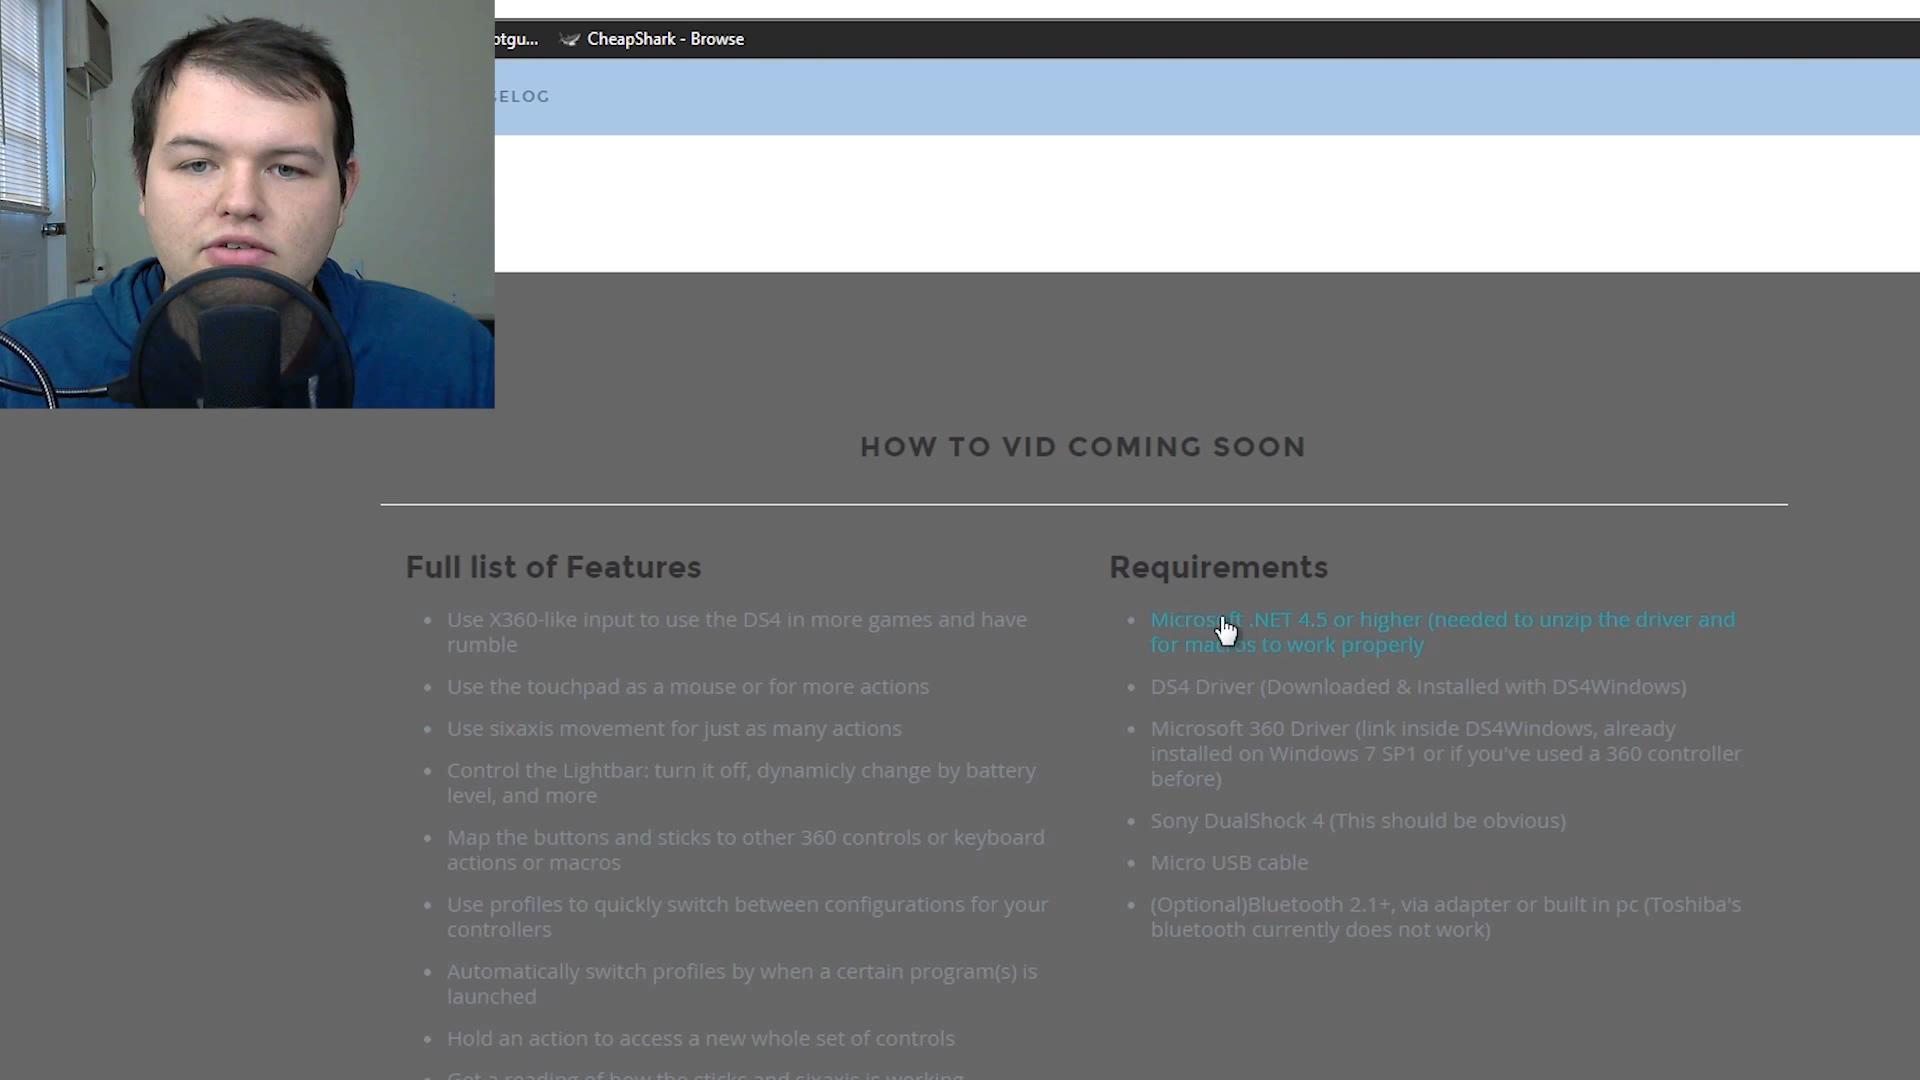 otgu... CheapShark - Browse
GELOG
HOW TO VID COMING SOON
Full list of Features
Use X360-like input to use the DS4 in more games and have
rumble
Use the touchpad as a mouse or for more actions
Use sixaxis movement for just as many actions
Control the Lightbar: turn it off, dynamicly change by battery
level, and more
Map the buttons and sticks to other 360 controls or keyboard
actions or macros
Use profiles to quickly switch between configurations for your
controllers
Automatically switch profiles by when a certain program(s) is
launched
Hold an action to access a new whole set of controls
Get a reading of how the sticks and sixaxis is working
Requirements
Microsoft .NET 4.5 or higher (needed to unzip the driver and
for macros to work properly
DS4 Driver (Downloaded & Installed with DS4Windows)
Microsoft 360 Driver (link inside DS4Windows, already
installed on Windows 7 SP1 or if you've used a 360 controller
before)
Sony DualShock 4 (This should be obvious)
Micro USB cable
(Optional)Bluetooth 2.1+, via adapter or built in pc (Toshiba's
bluetooth currently does not work)